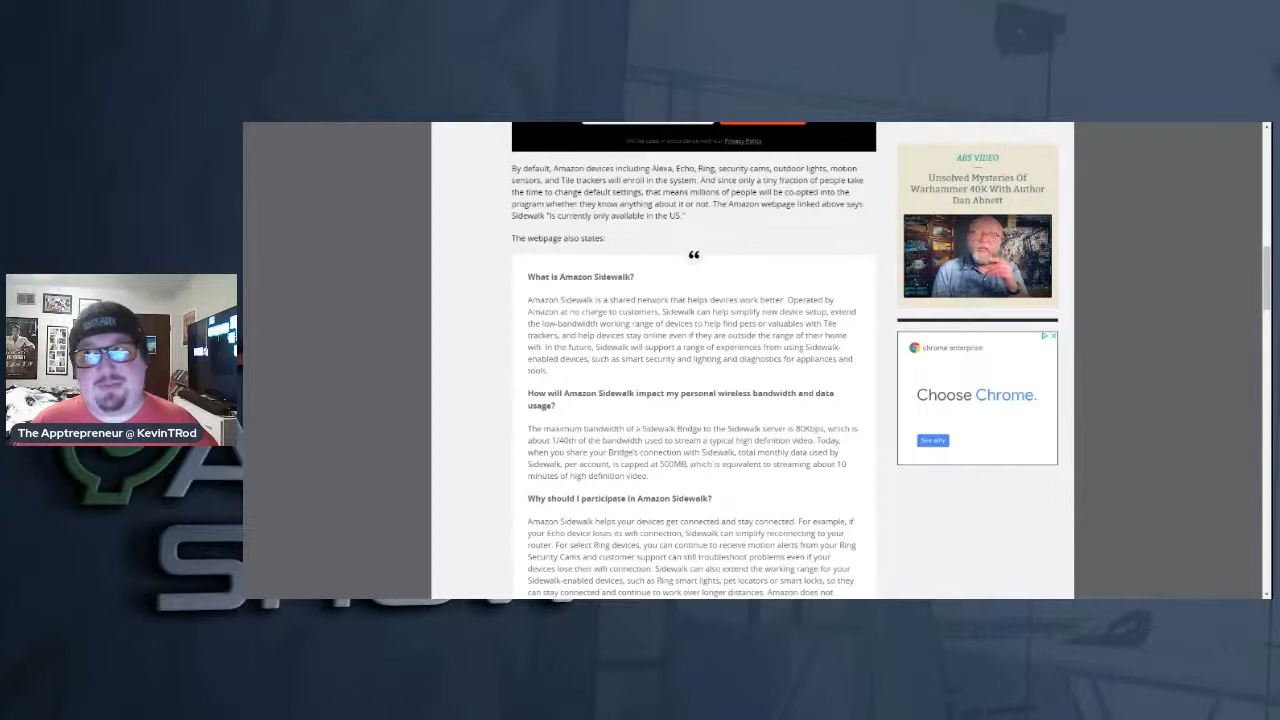 Will be used in accordance with our Privacy Policy
By default, Amazon devices including Alexa, Echo, Ring, security cams, outdoor lights, motion
sensors, and Tile trackers will enroll in the system. And since only a tiny fraction of people take
the time to change default settings, that means millions of people will be co-opted into the
program whether they know anything about it or not. The Amazon webpage linked above says
Sidewalk "is currently only available in the US."
The webpage also states:
“
What is Amazon Sidewalk?
Amazon Sidewalk is a shared network that helps devices work better. Operated by
Amazon at no charge to customers, Sidewalk can help simplify new device setup, extend
the low-bandwidth working range of devices to help find pets or valuables with Tile
trackers, and help devices stay online even if they are outside the range of their home
wifi. In the future, Sidewalk will support a range of experiences from using Sidewalk-
enabled devices, such as smart security and lighting and diagnostics for appliances and
tools.
How will Amazon Sidewalk impact my personal wireless bandwidth and data
usage?
The maximum bandwidth of a Sidewalk Bridge to the Sidewalk server is 80Kbps, which is
about 1/40th of the bandwidth used to stream a typical high definition video. Today,
when you share your Bridge's connection with Sidewalk, total monthly data used by
Sidewalk, per account, is capped at 500MB, which is equivalent to streaming about 10
minutes of high definition video.
Why should I participate in Amazon Sidewalk?
Amazon Sidewalk helps your devices get connected and stay connected. For example, if
your Echo device loses its wifi connection, Sidewalk can simplify reconnecting to your
router. For select Ring devices, you can continue to receive motion alerts from your Ring
Security Cams and customer support can still troubleshoot problems even if your
devices lose their wifi connection. Sidewalk can also extend the working range for your
Sidewalk-enabled devices, such as Ring smart lights, pet locators or smart locks, so they
can stay connected and continue to work over longer distances. Amazon does not
ARS VIDEO
Unsolved Mysteries Of
Warhammer 40K With Author
Dan Abnett
chrome enterprise
Choose Chrome.
See why
The Apptrepreneur @ KevinTRod